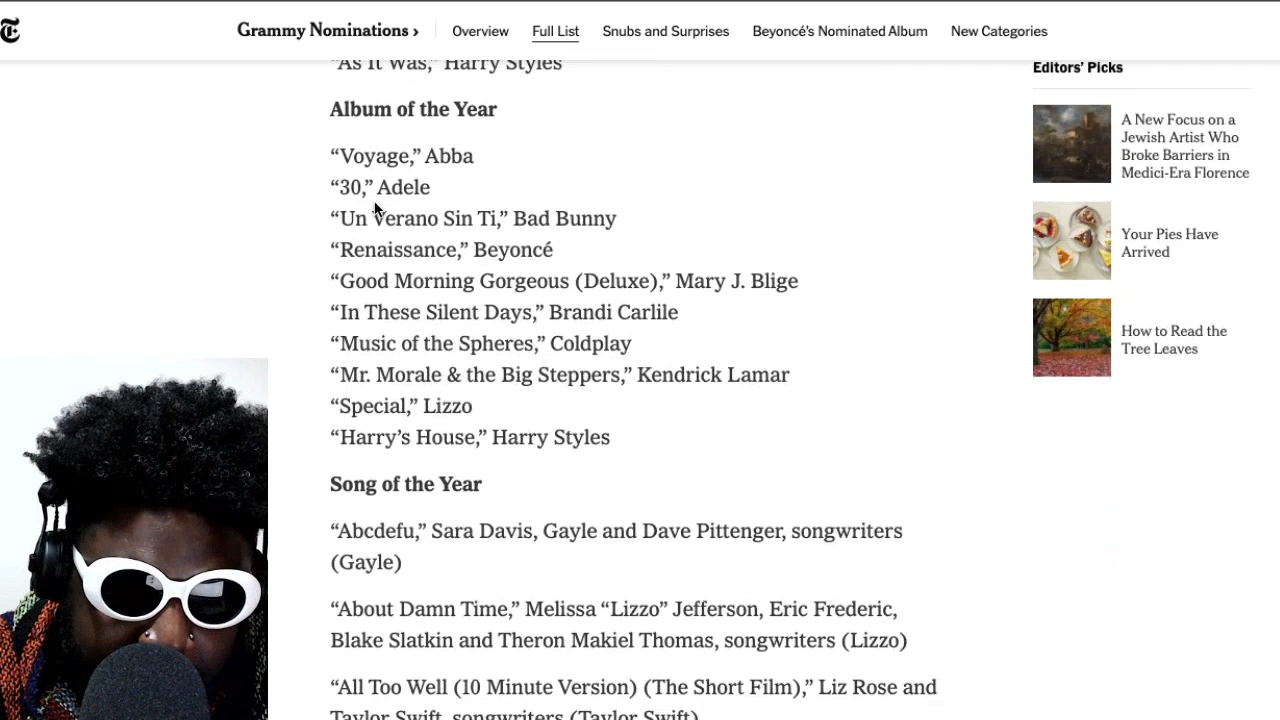 Grammy Nominations ›
Overview
Full List
Snubs and Surprises
Beyoncé's Nominated Album
New Categories
“As It Was,” Harry Styles
Album of the Year
“Voyage,” Abba
“30,” Adele
“Un Verano Sin Ti,” Bad Bunny
“Renaissance,” Beyoncé
“Good Morning Gorgeous (Deluxe),” Mary J. Blige
“In These Silent Days,” Brandi Carlile
“Music of the Spheres,” Coldplay
“Mr. Morale & the Big Steppers,” Kendrick Lamar
“Special,” Lizzo
“Harry’s House,” Harry Styles
Song of the Year
“Abcdefu,” Sara Davis, Gayle and Dave Pittenger, songwriters
(Gayle)
“About Damn Time,” Melissa “Lizzo” Jefferson, Eric Frederic,
Blake Slatkin and Theron Makiel Thomas, songwriters (Lizzo)
“All Too Well (10 Minute Version) (The Short Film),” Liz Rose and
Taylor Swift, songwriters (Taylor Swift)
Editors’ Picks
A New Focus on a
Jewish Artist Who
Broke Barriers in
Medici-Era Florence
Your Pies Have
Arrived
How to Read the
Tree Leaves